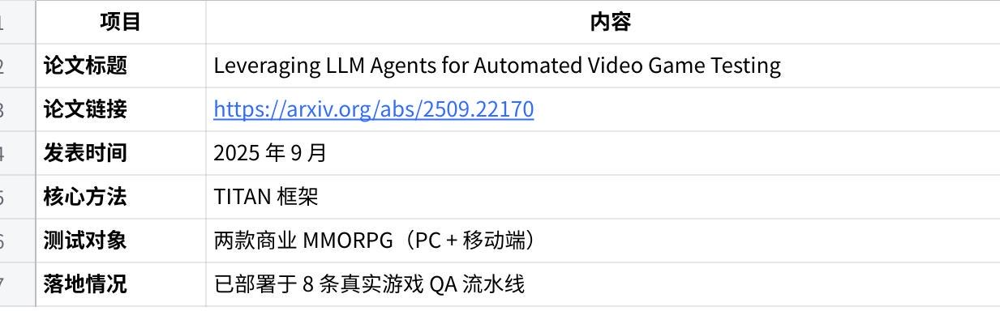 1 项目 内容
2 论文标题 Leveraging LLM Agents for Automated Video Game Testing
3 论文链接 https://arxiv.org/abs/2509.22170
4 发表时间 2025 年 9 月
5 核心方法 TITAN 框架
6 测试对象 两款商业 MMORPG（PC + 移动端）
7 落地情况 已部署于 8 条真实游戏 QA 流水线